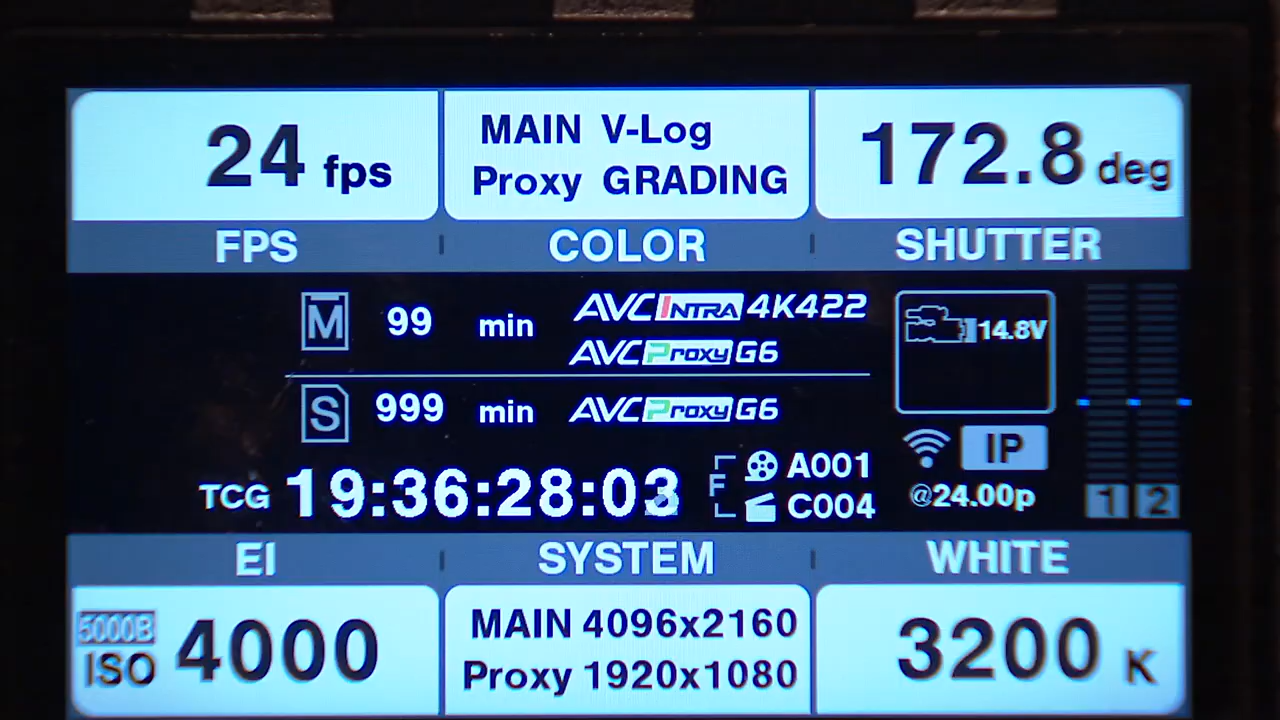 24 fps
MAIN V-Log
Proxy GRADING
172.8 deg
FPS
COLOR
SHUTTER
M 99 min AVC INTRA 4K422
AVC Proxy G6
S 999 min AVC Proxy G6
14.8V
TCG 19:36:28:03
F A001
C004
IP
@24.00p
1 2
EI
SYSTEM
WHITE
5000B
ISO 4000
MAIN 4096x2160
Proxy 1920x1080
3200 K